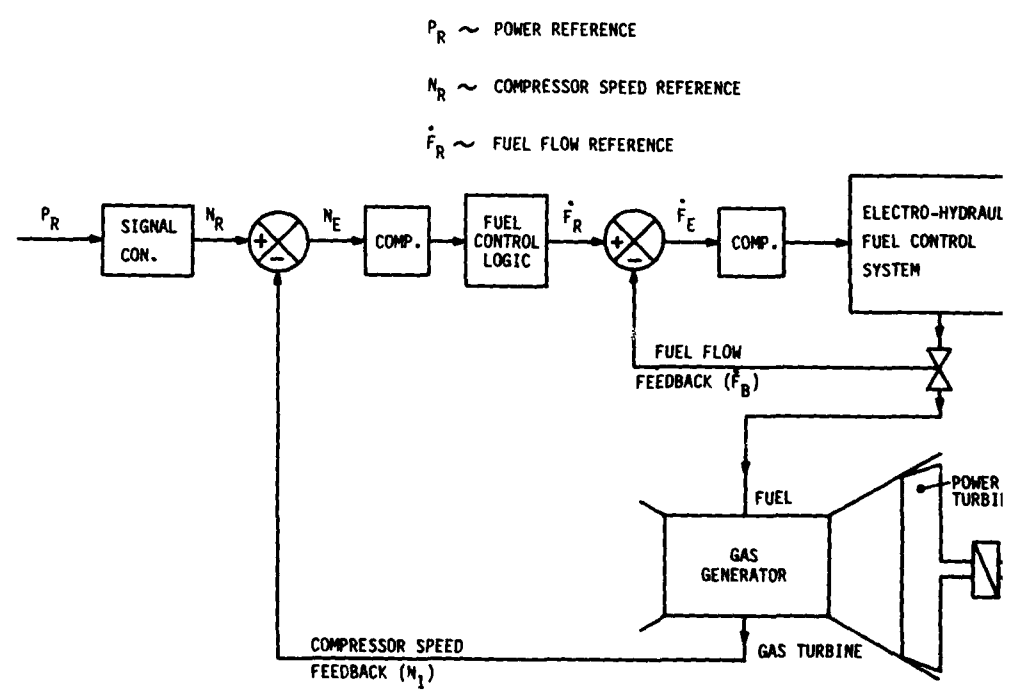 P_R ~ POWER REFERENCE
N_R ~ COMPRESSOR SPEED REFERENCE
Ḟ_R ~ FUEL FLOW REFERENCE
P_R
SIGNAL
CON.
N_R
+
−
N_E
COMP.
FUEL
CONTROL
LOGIC
Ḟ_R
+
−
Ḟ_E
COMP.
ELECTRO-HYDRAUL
FUEL CONTROL
SYSTEM
FUEL FLOW
FEEDBACK (Ḟ_B)
FUEL
POWER
TURBI
GAS
GENERATOR
GAS TURBINE
COMPRESSOR SPEED
FEEDBACK (N_I)